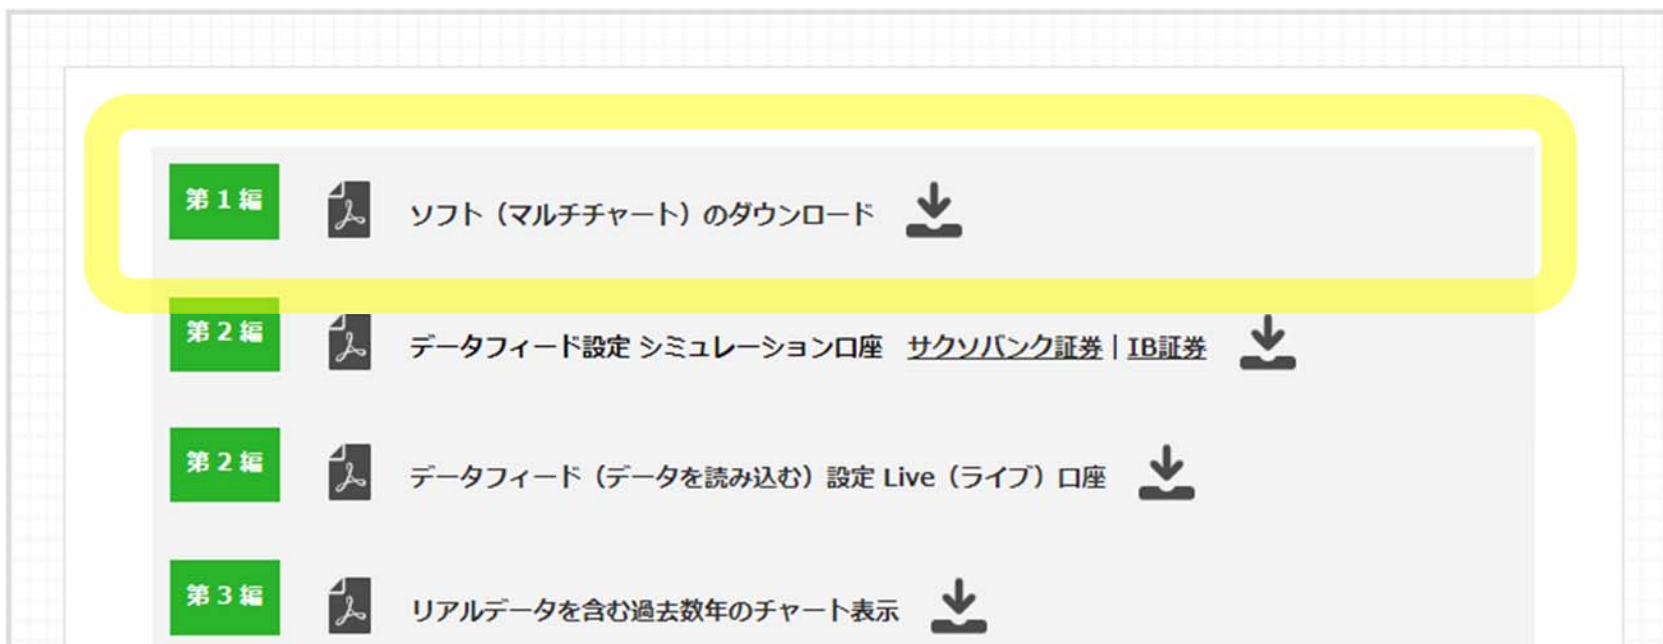 第1編 ソフト（マルチチャート）のダウンロード
第2編 データフィード設定 シミュレーション口座 サクソバンク証券 | IB証券
第2編 データフィード（データを読み込む）設定 Live（ライブ）口座
第3編 リアルデータを含む過去数年のチャート表示